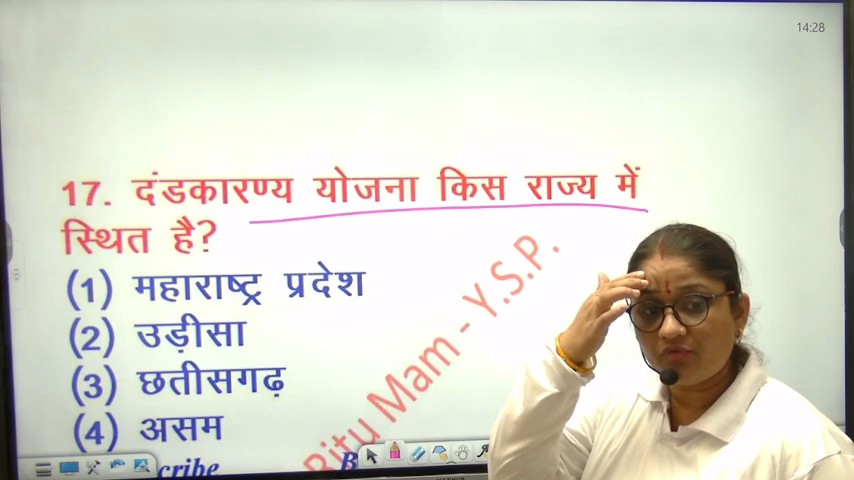 14:28
17. दंडकारण्य योजना किस राज्य में
स्थित है?
(1) महाराष्ट्र प्रदेश
(2) उड़ीसा
(3) छतीसगढ़
(4) असम
Ritu Mam - Y.S.P.
cribe